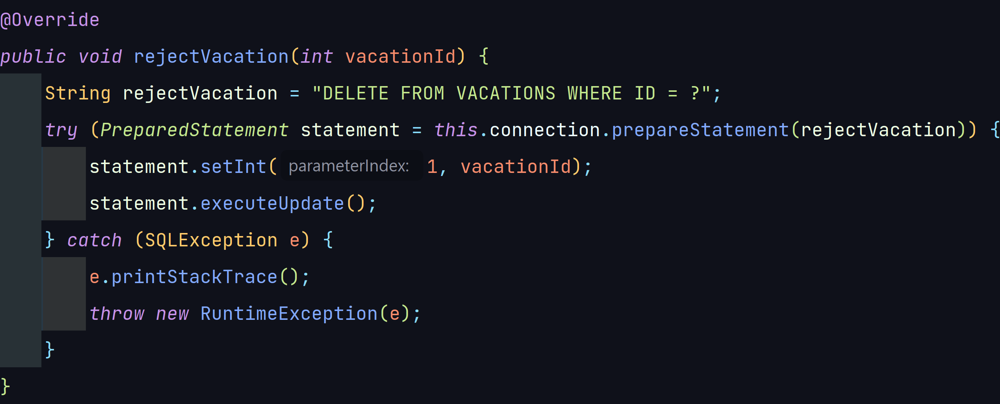 @Override
public void rejectVacation(int vacationId) {
String rejectVacation = "DELETE FROM VACATIONS WHERE ID = ?";
try (PreparedStatement statement = this.connection.prepareStatement(rejectVacation)) {
statement.setInt( parameterIndex: 1, vacationId);
statement.executeUpdate();
} catch (SQLException e) {
e.printStackTrace();
throw new RuntimeException(e);
}
}